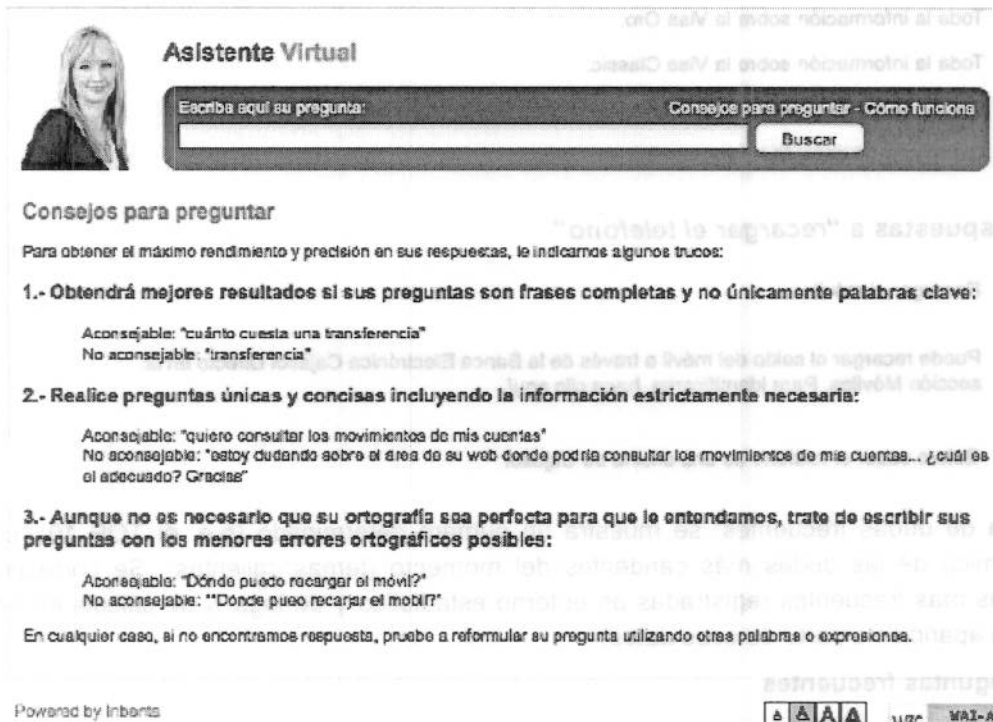 Asistente Virtual
Escriba aquí su pregunta:
Consejos para preguntar - Cómo funciona
Buscar
Consejos para preguntar
Para obtener el máximo rendimiento y precisión en sus respuestas, le indicamos algunos trucos:
1.- Obtendrá mejores resultados si sus preguntas son frases completas y no únicamente palabras clave:
Aconsejable: "cuánto cuesta una transferencia"
No aconsejable: "transferencia"
2.- Realice preguntas únicas y concisas incluyendo la información estrictamente necesaria:
Aconsejable: "quiero consultar los movimientos de mis cuentas"
No aconsejable: "estoy dudando sobre el área de su web donde podría consultar los movimientos de mis cuentas... ¿cuál es
el adecuado? Gracias"
3.- Aunque no es necesario que su ortografía sea perfecta para que le entendamos, trate de escribir sus
preguntas con los menores errores ortográficos posibles:
Aconsejable: "Dónde puedo recargar el móvil?"
No aconsejable: ""Dónde pueo recarjar el mobil?"
En cualquier caso, si no encontramos respuesta, pruebe a reformular su pregunta utilizando otras palabras o expresiones.
Powered by Inbenta
A A A A
W3C WAI-A